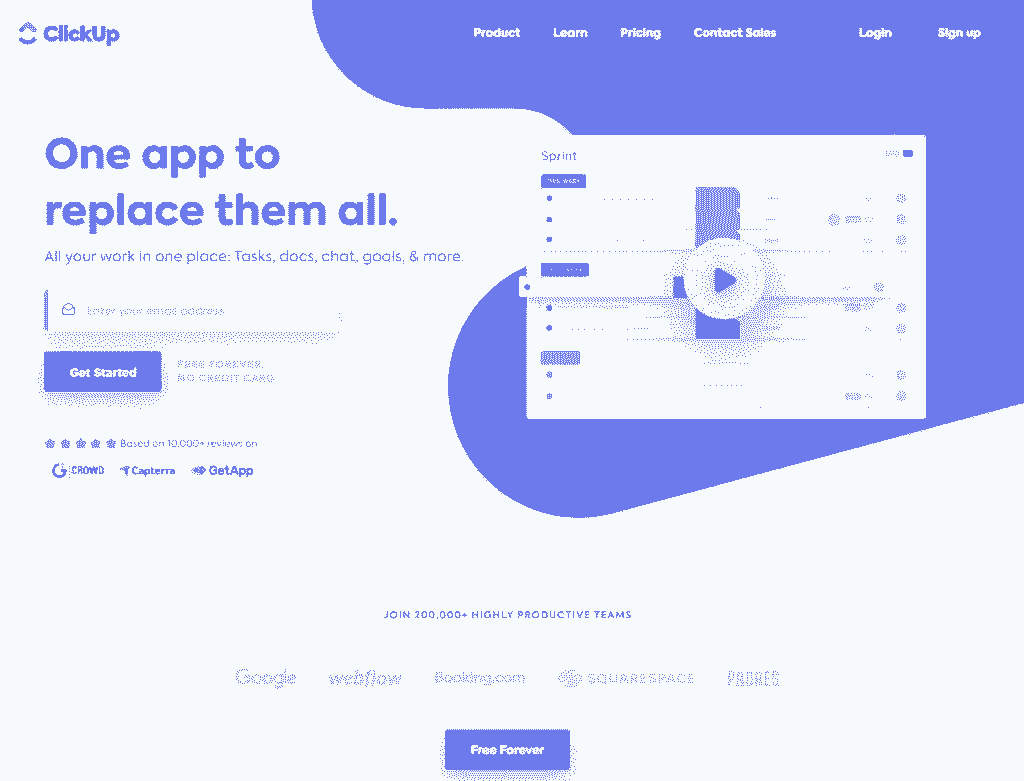 ClickUp
Product Learn Pricing Contact Sales Login Sign up
One app to
replace them all.
All your work in one place: Tasks, docs, chat, goals, & more.
Enter your email address
Get Started
FREE FOREVER.
NO CREDIT CARD.
Based on 10,000+ reviews on
G CROWD Capterra GetApp
Sprint
JOIN 200,000+ HIGHLY PRODUCTIVE TEAMS
Google webflow Booking.com SQUARESPACE PADRES
Free Forever